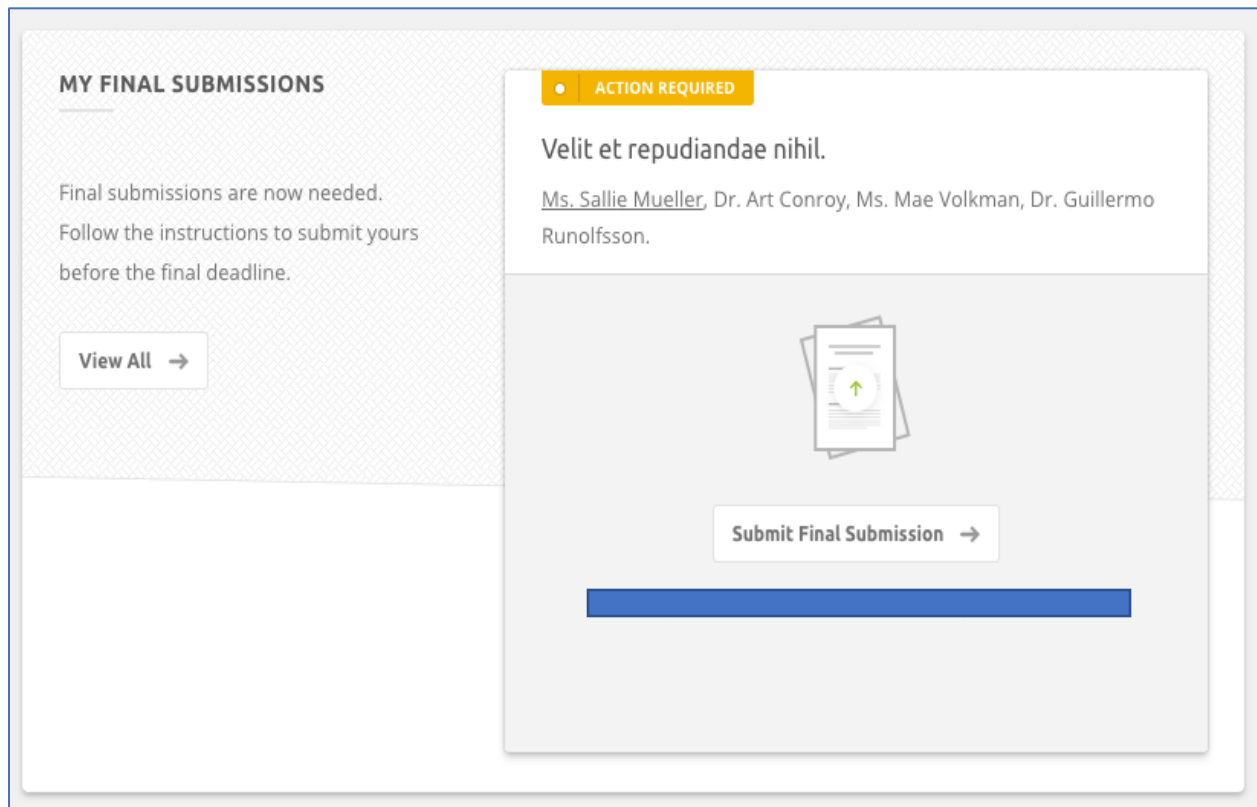 MY FINAL SUBMISSIONS
Final submissions are now needed.
Follow the instructions to submit yours
before the final deadline.
View All
ACTION REQUIRED
Velit et repudiandae nihil.
Ms. Sallie Mueller, Dr. Art Conroy, Ms. Mae Volkman, Dr. Guillermo
Runolfsson.
Submit Final Submission